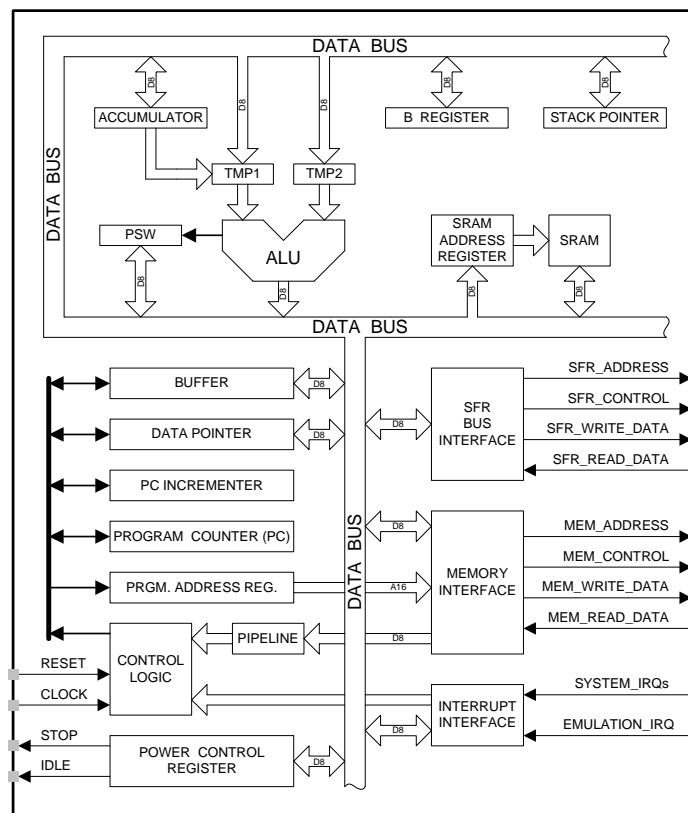 DATA BUS
D8
D8
D8
D8
D8
ACCUMULATOR
B REGISTER
STACK POINTER
DATA BUS
TMP1
TMP2
PSW
ALU
SRAM
ADDRESS
REGISTER
SRAM
D8
D8
D8
D8
DATA BUS
BUFFER
D8
DATA POINTER
D8
PC INCREMENTER
PROGRAM COUNTER (PC)
PRGM. ADDRESS REG.
A16
DATA BUS
D8
SFR
BUS
INTERFACE
SFR_ADDRESS
SFR_CONTROL
SFR_WRITE_DATA
SFR_READ_DATA
D8
MEMORY
INTERFACE
MEM_ADDRESS
MEM_CONTROL
MEM_WRITE_DATA
MEM_READ_DATA
PIPELINE
D8
RESET
CLOCK
CONTROL
LOGIC
INTERRUPT
INTERFACE
SYSTEM_IRQs
EMULATION_IRQ
D8
STOP
IDLE
POWER CONTROL
REGISTER
D8